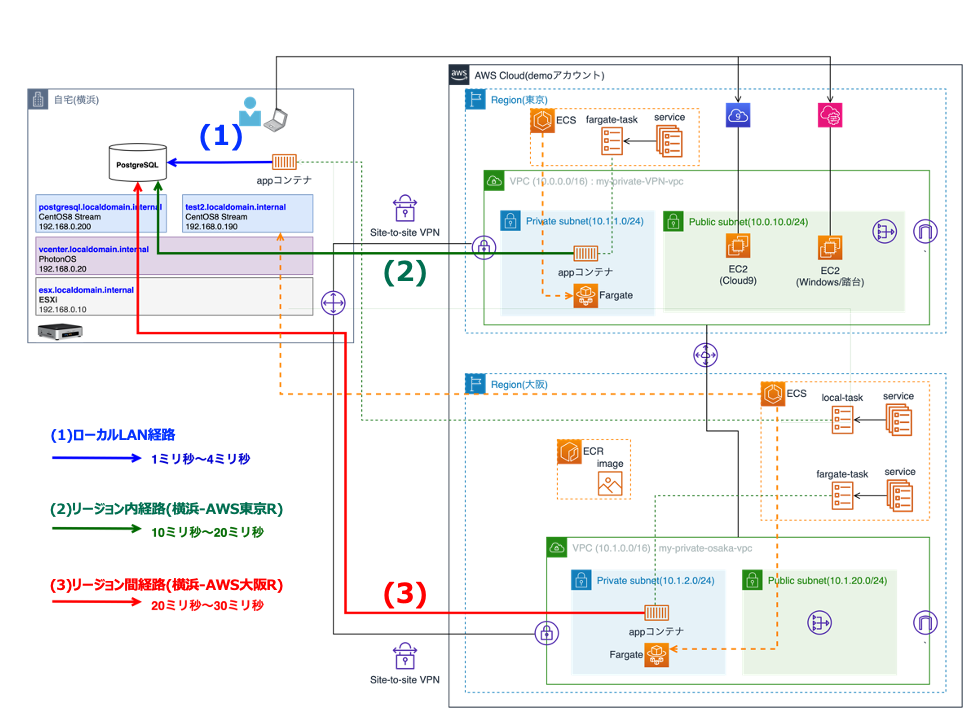 aws
AWS Cloud(demoアカウント)
自宅(横浜)
Region(東京)
ECS
fargate-task
service
9
(1)
PostgreSQL
appコンテナ
VPC (10.0.0.0/16) : my-private-VPN-vpc
postgresql.localdomain.internal
CentOS8 Stream
192.168.0.200
test2.localdomain.internal
CentOS8 Stream
192.168.0.190
Site-to-site VPN
Private subnet(10.1.1.0/24)
Public subnet(10.0.10.0/24)
vcenter.localdomain.internal
PhotonOS
192.168.0.20
(2)
appコンテナ
Fargate
EC2
(Cloud9)
EC2
(Windows/踏台)
esx.localdomain.internal
ESXi
192.168.0.10
Region(大阪)
ECS
local-task
service
(1)ローカルLAN経路
1ミリ秒〜4ミリ秒
ECR
image
fargate-task
service
(2)リージョン内経路(横浜-AWS東京R)
10ミリ秒〜20ミリ秒
VPC (10.1.0.0/16) : my-private-osaka-vpc
(3)リージョン間経路(横浜-AWS大阪R)
20ミリ秒〜30ミリ秒
(3)
Private subnet(10.1.2.0/24)
Public subnet(10.1.20.0/24)
appコンテナ
Fargate
Site-to-site VPN